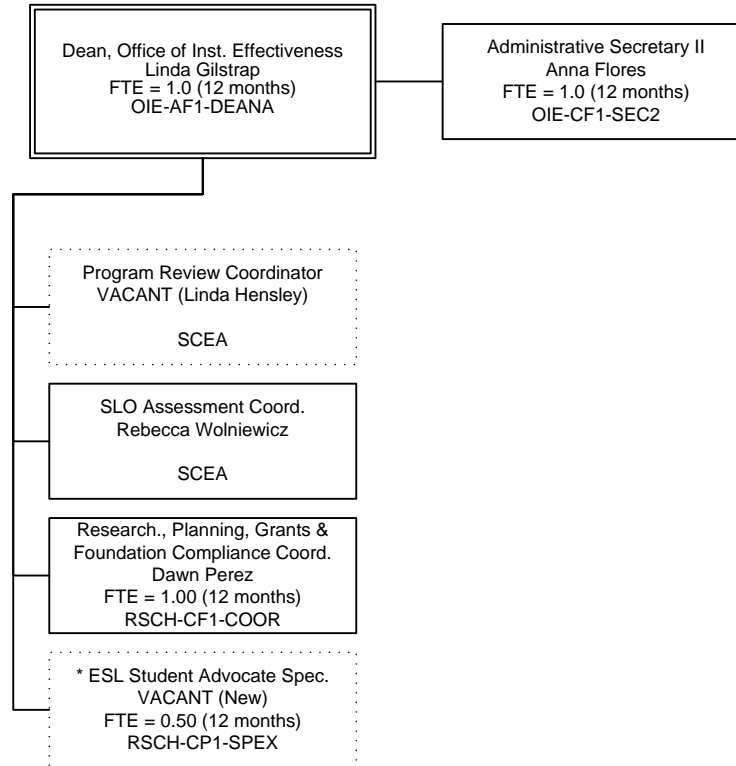 Dean, Office of Inst. Effectiveness
Linda Gilstrap
FTE = 1.0 (12 months)
OIE-AF1-DEANA
Administrative Secretary II
Anna Flores
FTE = 1.0 (12 months)
OIE-CF1-SEC2
Program Review Coordinator
VACANT (Linda Hensley)
SCEA
SLO Assessment Coord.
Rebecca Wolniewicz
SCEA
Research., Planning, Grants &
Foundation Compliance Coord.
Dawn Perez
FTE = 1.00 (12 months)
RSCH-CF1-COOR
* ESL Student Advocate Spec.
VACANT (New)
FTE = 0.50 (12 months)
RSCH-CP1-SPEX